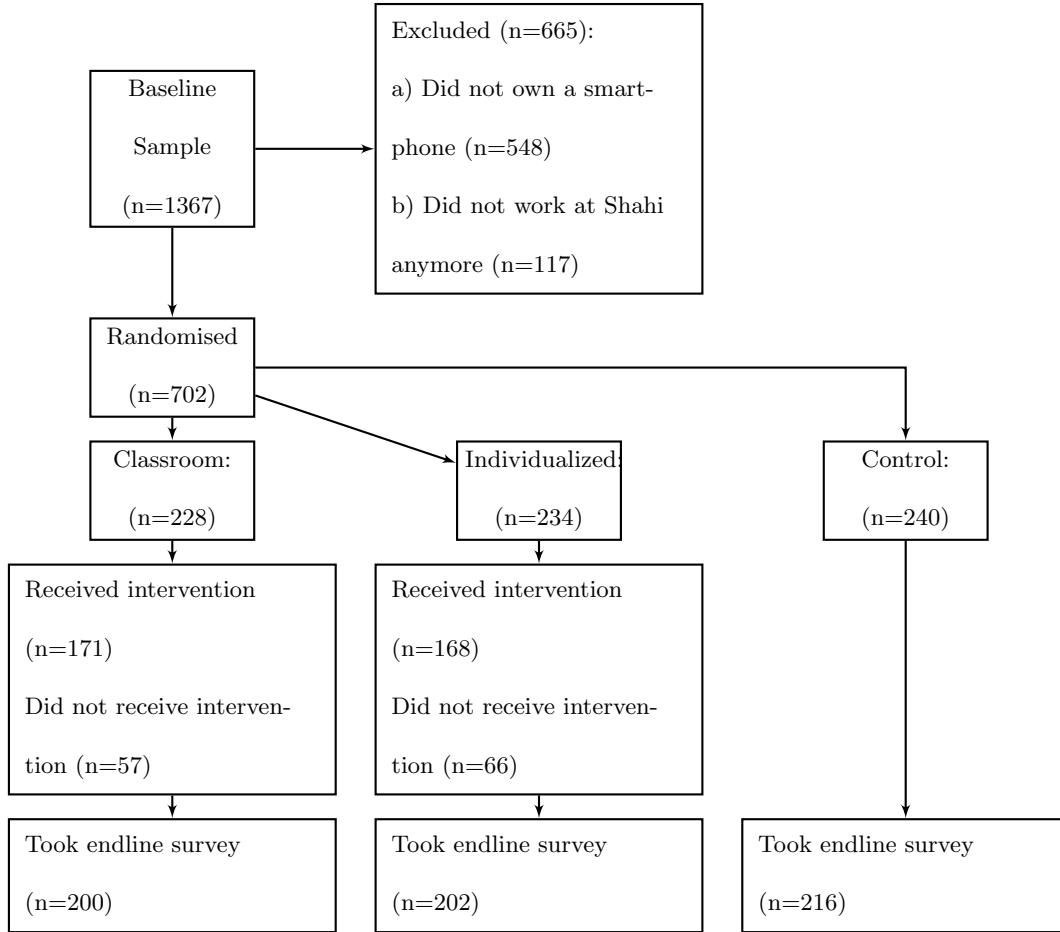 Baseline
Sample
(n=1367)
Excluded (n=665):
a) Did not own a smart-
phone (n=548)
b) Did not work at Shahi
anymore (n=117)
Randomised
(n=702)
Classroom:
(n=228)
Individualized:
(n=234)
Control:
(n=240)
Received intervention
(n=171)
Did not receive interven-
tion (n=57)
Received intervention
(n=168)
Did not receive interven-
tion (n=66)
Took endline survey
(n=200)
Took endline survey
(n=202)
Took endline survey
(n=216)